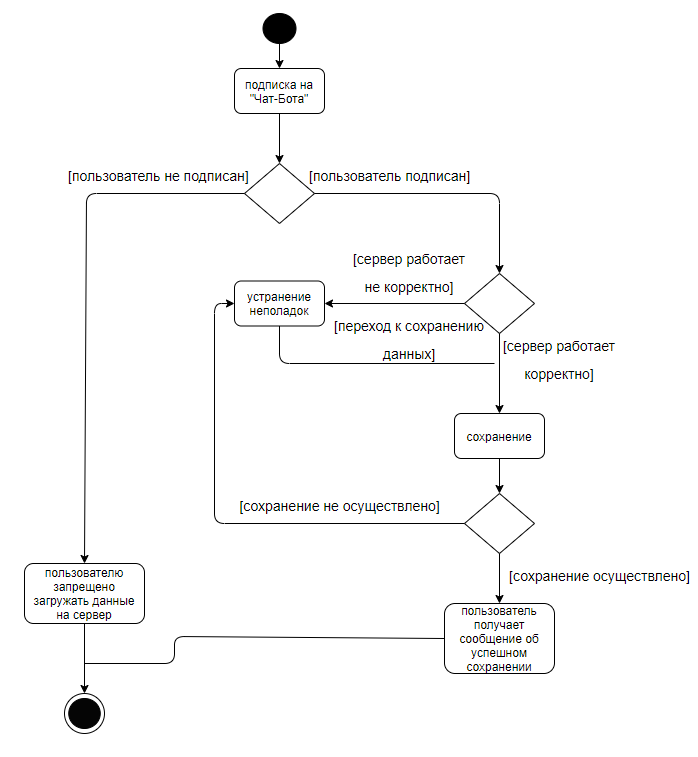 подписка на
"Чат-Бота"
[пользователь не подписан]
[пользователь подписан]
[сервер работает
не корректно]
устранение
неполадок
[переход к сохранению
данных]
[сервер работает
корректно]
сохранение
[сохранение не осуществлено]
[сохранение осуществлено]
пользователю
запрещено
загружать данные
на сервер
пользователь
получает
сообщение об
успешном
сохранении